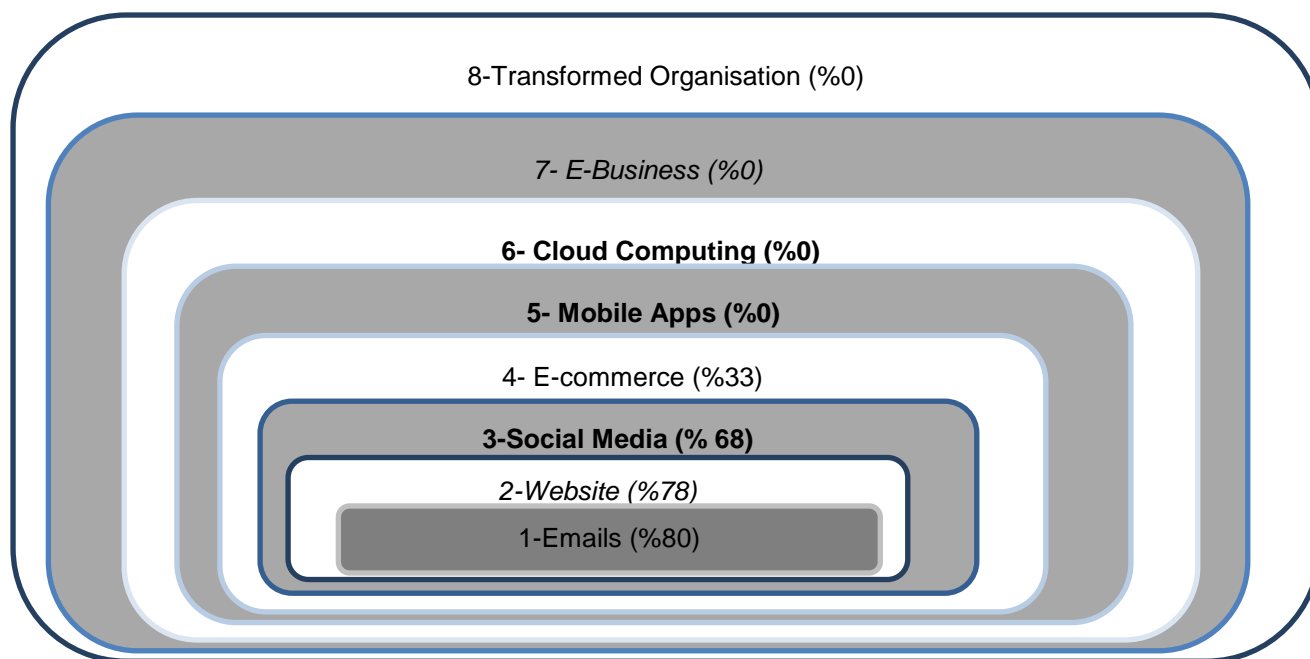 8-Transformed Organisation (%0)
7- E-Business (%0)
6- Cloud Computing (%0)
5- Mobile Apps (%0)
4- E-commerce (%33)
3-Social Media (% 68)
2-Website (%78)
1-Emails (%80)